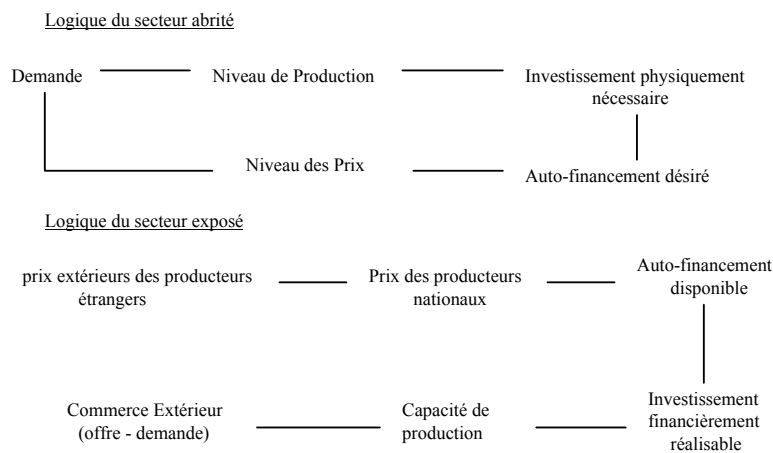 Logique du secteur abrité
Demande
Niveau de Production
Investissement physiquement
nécessaire
Niveau des Prix
Auto-financement désiré
Logique du secteur exposé
prix extérieurs des producteurs
étrangers
Prix des producteurs
nationaux
Auto-financement
disponible
Commerce Extérieur
(offre - demande)
Capacité de
production
Investissement
financièrement
réalisable